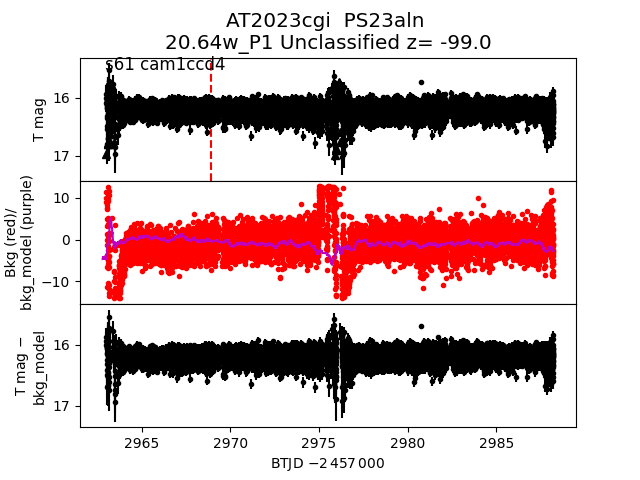 AT2023cgi  PS23aln
20.64w_P1 Unclassified z= -99.0
s61 cam1ccd4
T mag
16
17
Bkg (red)/
bkg_model (purple)
10
0
−10
T mag −
bkg_model
16
17
2965
2970
2975
2980
2985
BTJD −2 457 000